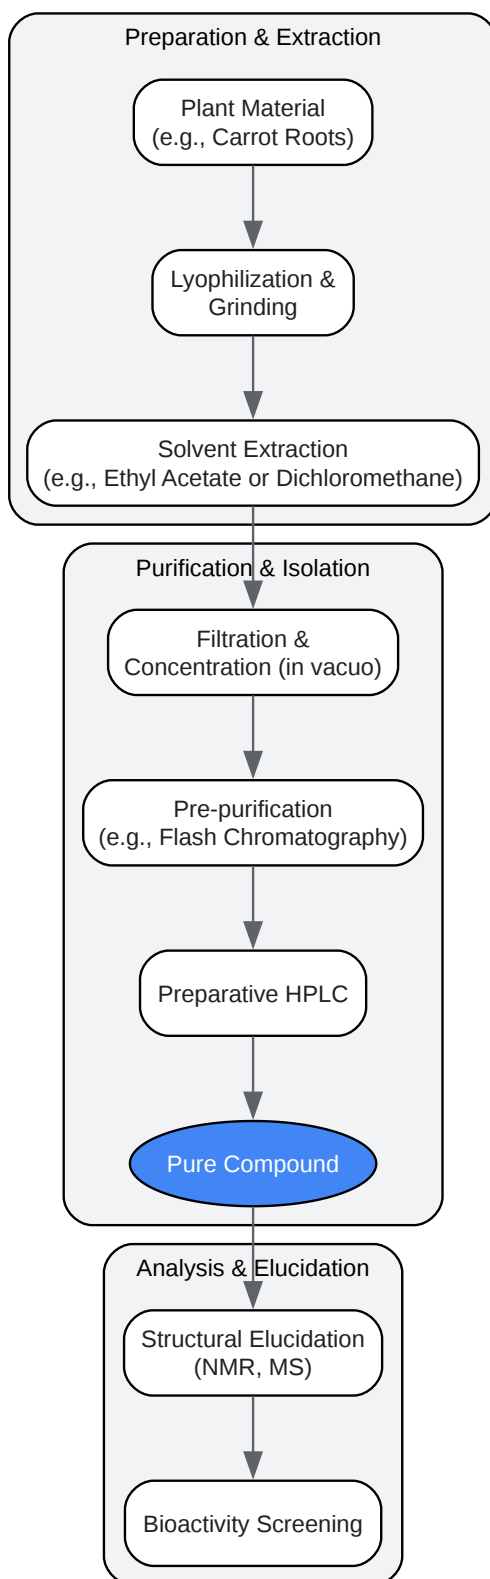 Preparation & Extraction
Plant Material
(e.g., Carrot Roots)
Lyophilization &
Grinding
Solvent Extraction
(e.g., Ethyl Acetate or Dichloromethane)
Purification & Isolation
Filtration &
Concentration (in vacuo)
Pre-purification
(e.g., Flash Chromatography)
Preparative HPLC
Pure Compound
Analysis & Elucidation
Structural Elucidation
(NMR, MS)
Bioactivity Screening